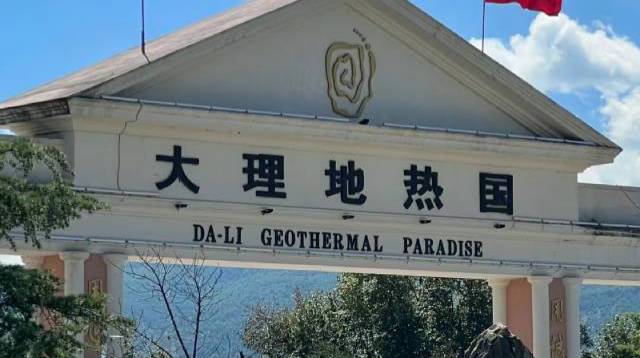 大理地热国
DA-LI GEOTHERMAL PARADISE